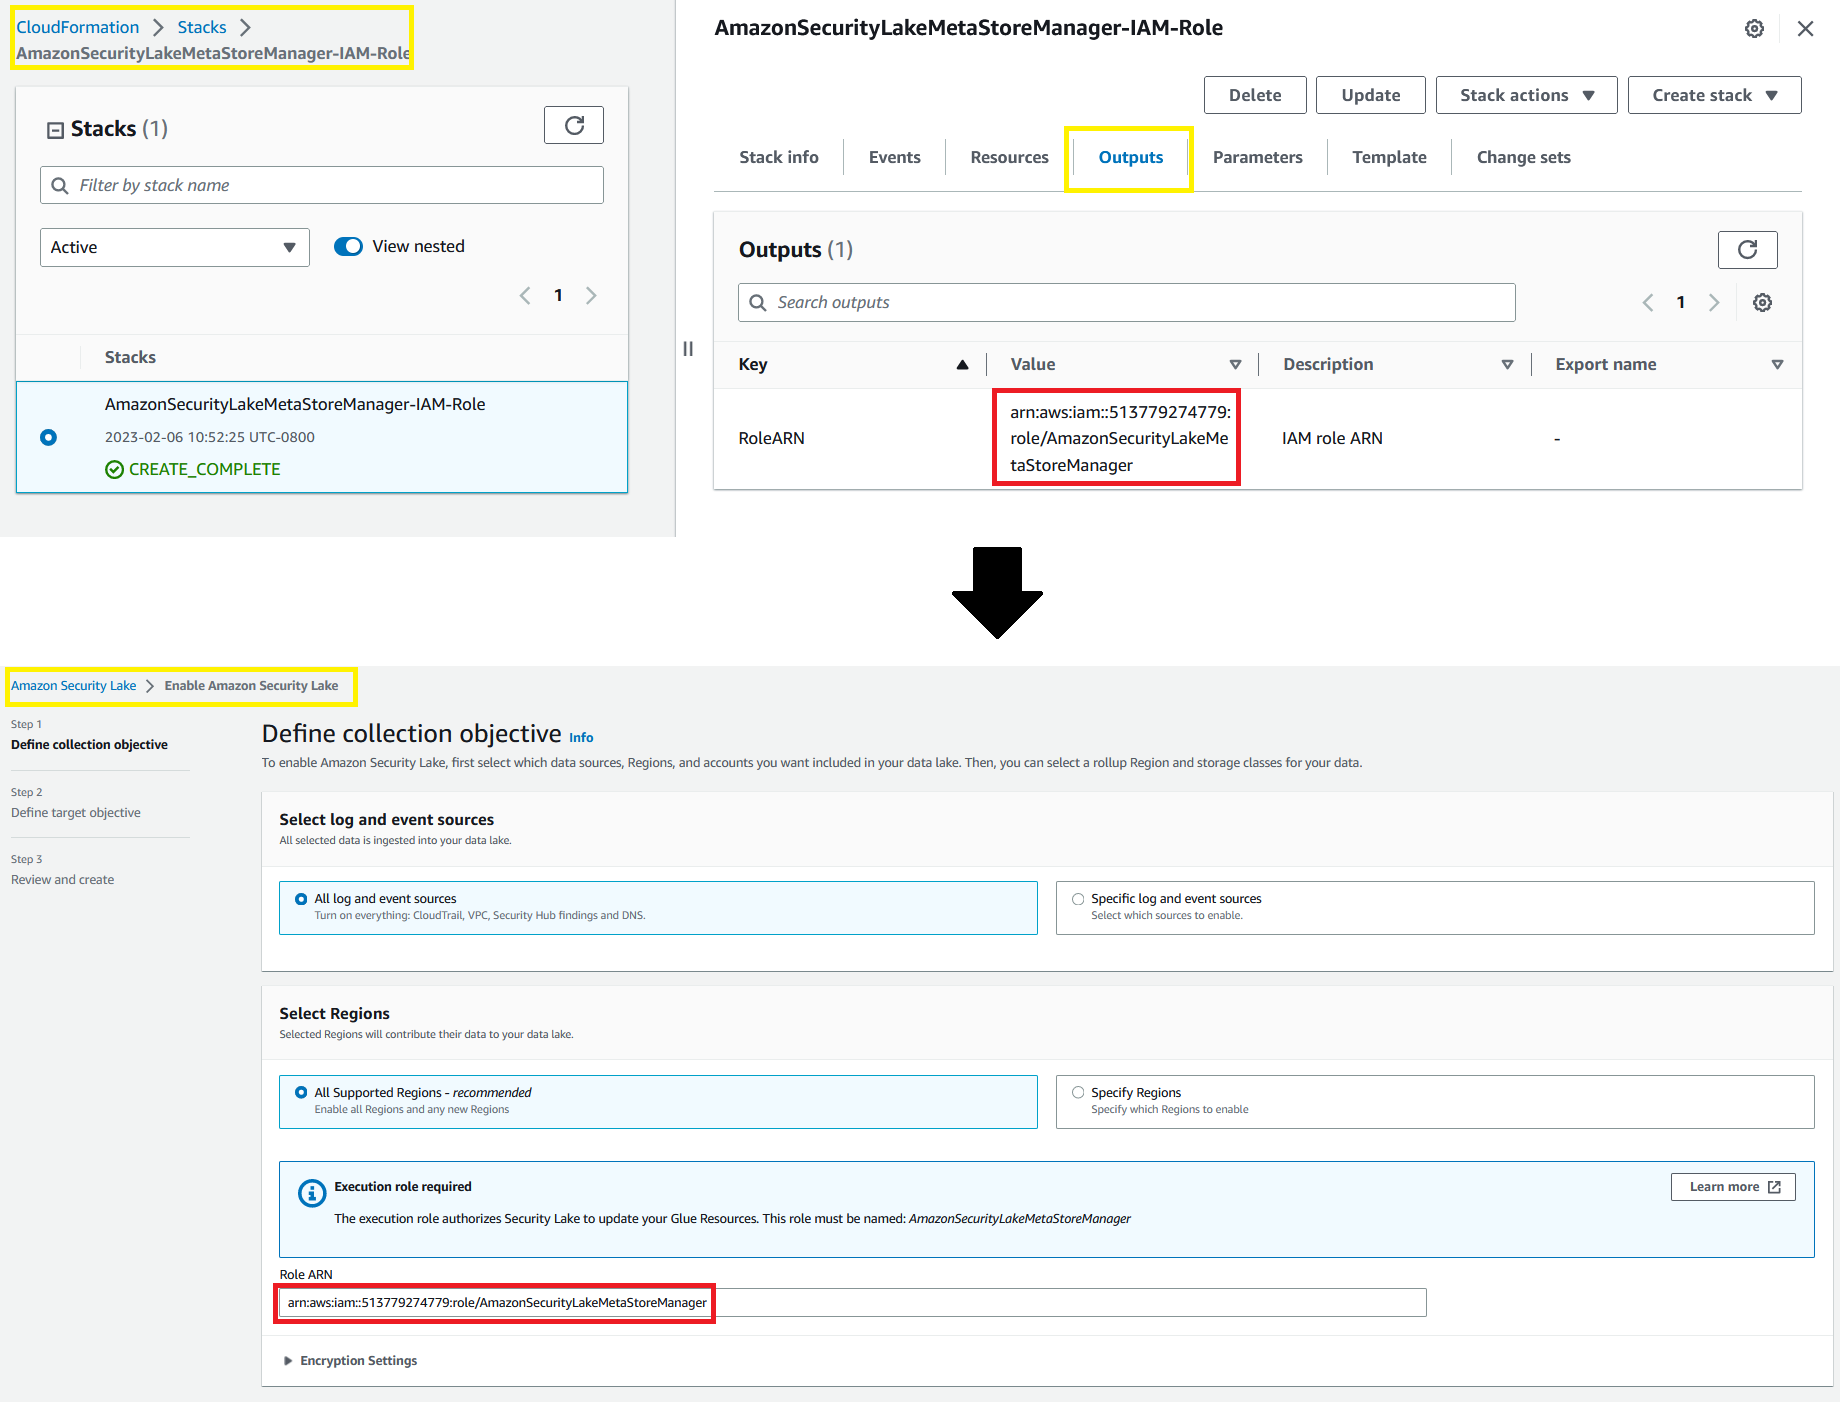 CloudFormation > Stacks >
AmazonSecurityLakeMetaStoreManager-IAM-Role
Stacks (1)
Filter by stack name
Active
View nested
1
Stacks
AmazonSecurityLakeMetaStoreManager-IAM-Role
2023-02-06 10:52:25 UTC-0800
CREATE_COMPLETE
AmazonSecurityLakeMetaStoreManager-IAM-Role
Delete Update Stack actions Create stack
Stack info Events Resources Outputs Parameters Template Change sets
Outputs (1)
Search outputs
1
Key Value Description Export name
arn:aws:iam::513779274779:
RoleARN role/AmazonSecurityLakeMe IAM role ARN -
taStoreManager
Amazon Security Lake > Enable Amazon Security Lake
Step 1
Define collection objective
Step 2
Define target objective
Step 3
Review and create
Define collection objective Info
To enable Amazon Security Lake, first select which data sources, Regions, and accounts you want included in your data lake. Then, you can select a rollup Region and storage classes for your data.
Select log and event sources
All selected data is ingested into your data lake.
All log and event sources
Turn on everything: CloudTrail, VPC, Security Hub findings and DNS.
Specific log and event sources
Select which sources to enable.
Select Regions
Selected Regions will contribute their data to your data lake.
All Supported Regions - recommended
Enable all Regions and any new Regions
Specify Regions
Specify which Regions to enable
Execution role required
Learn more
The execution role authorizes Security Lake to update your Glue Resources. This role must be named: AmazonSecurityLakeMetaStoreManager
Role ARN
arn:aws:iam::513779274779:role/AmazonSecurityLakeMetaStoreManager
Encryption Settings